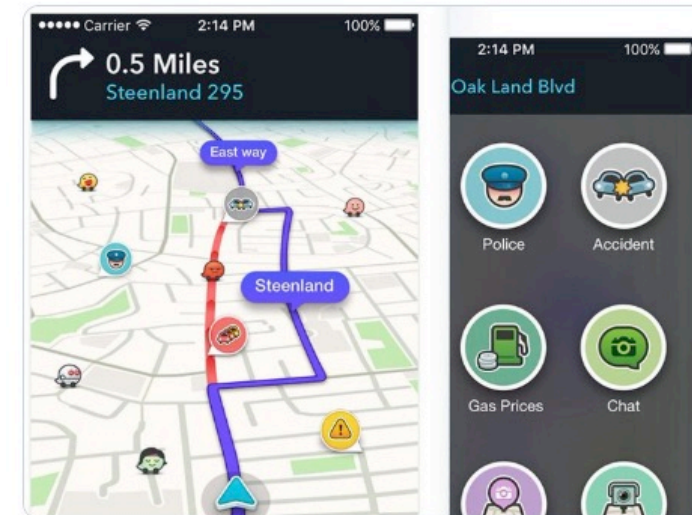 Carrier 2:14 PM 100%
0.5 Miles
Steenland 295
East way
Steenland
2:14 PM 100%
Oak Land Blvd
Police Accident
Gas Prices Chat